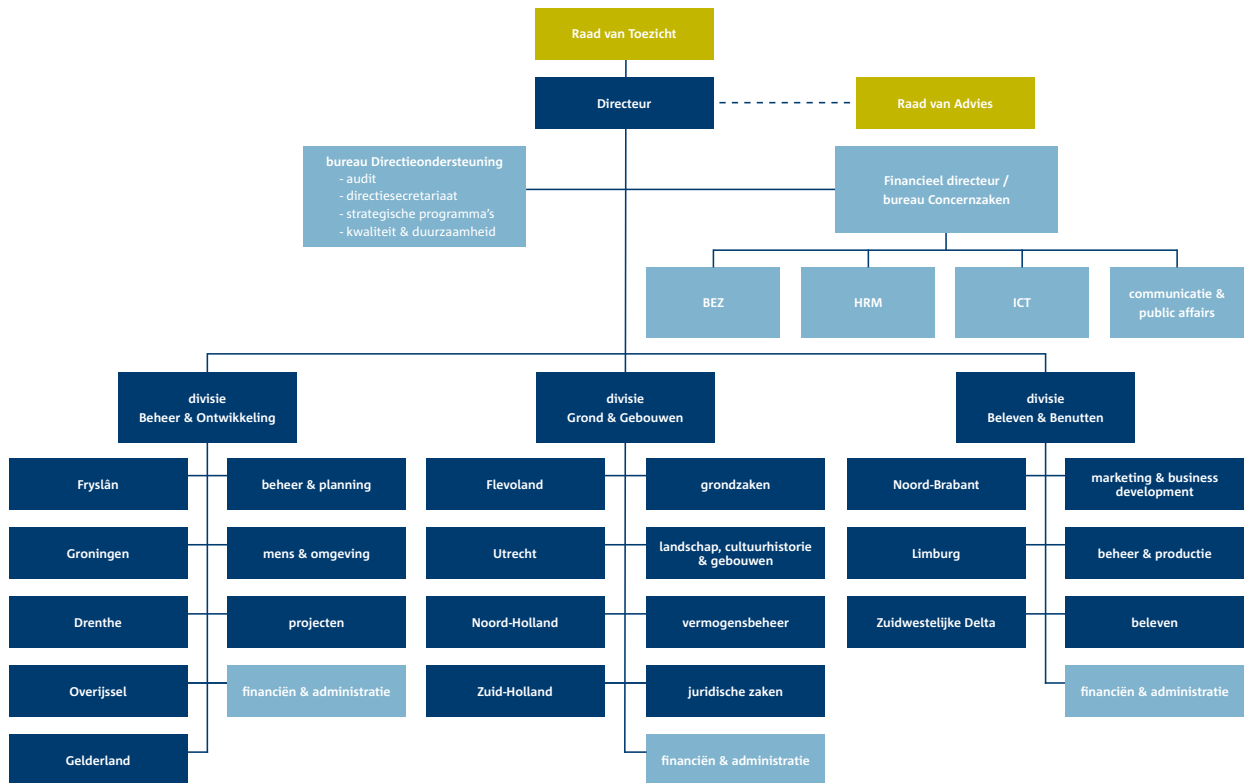 Raad van Toezicht
Directeur
Raad van Advies
bureau Directieondersteuning
- audit
- directiesecretariaat
- strategische programma's
- kwaliteit & duurzaamheid
Financieel directeur /
bureau Concernzaken
BEZ
HRM
ICT
communicatie &
public affairs
divisie
Beheer & Ontwikkeling
divisie
Grond & Gebouwen
divisie
Beleven & Benutten
Fryslân
beheer & planning
Flevoland
grondzaken
Noord-Brabant
marketing & business
development
Groningen
mens & omgeving
Utrecht
landschap, cultuurhistorie
& gebouwen
Limburg
beheer & productie
Drenthe
projecten
Noord-Holland
vermogensbeheer
Zuidwestelijke Delta
beleven
Overijssel
financiën & administratie
Zuid-Holland
juridische zaken
financiën & administratie
Gelderland
financiën & administratie